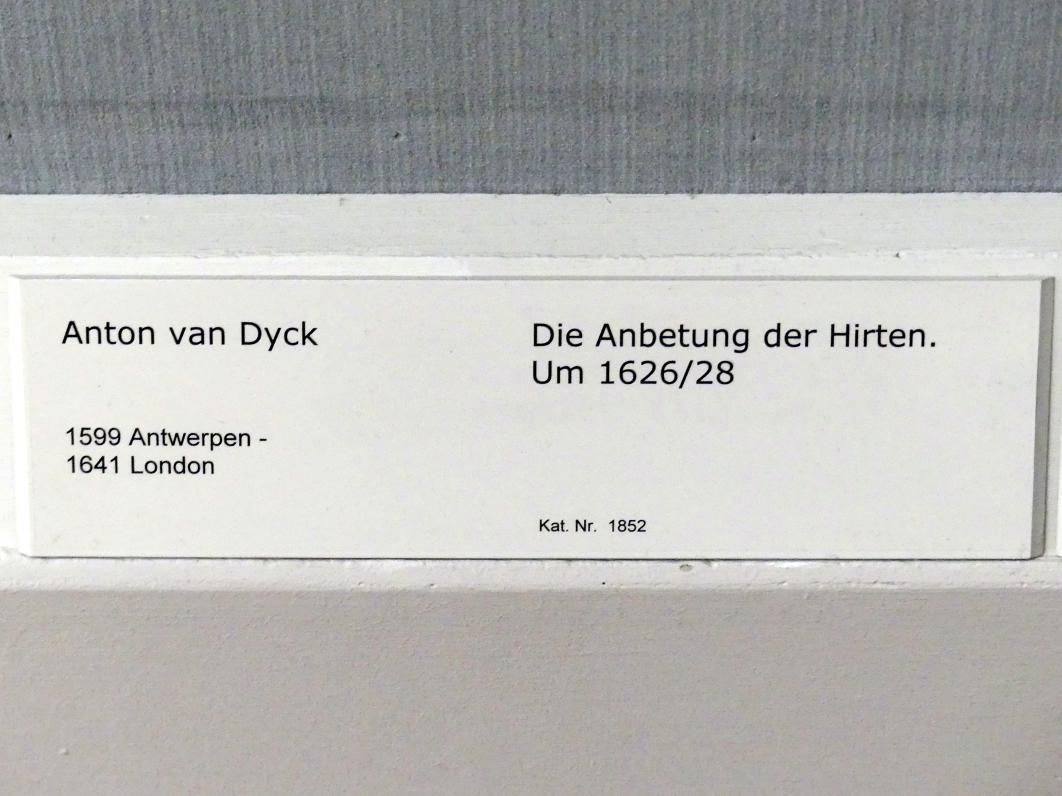 Anton van Dyck
1599 Antwerpen -
1641 London
Die Anbetung der Hirten.
Um 1626/28
Kat. Nr. 1852